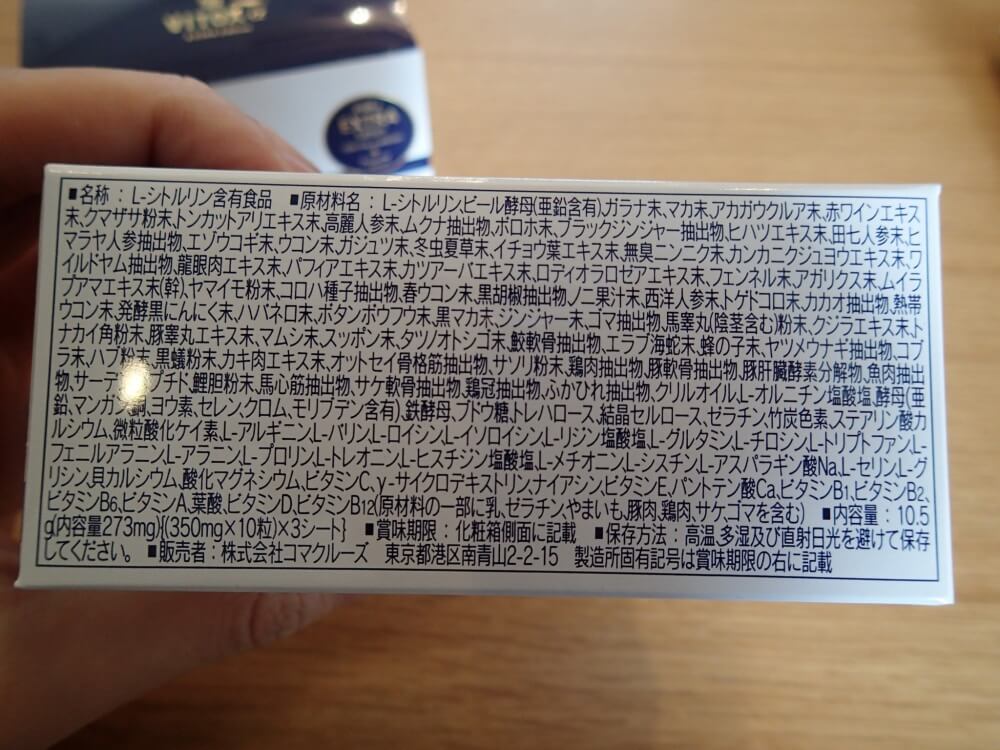 VITOX
EXTRA
■名称：L-シトルリン含有食品 ■原材料名：L-シトルリン,ビール酵母(亜鉛含有),ガラナ末,マカ末,アカガウクルア末,赤ワインエキス
末,クマザサ粉末,トンカットアリエキス末,高麗人参末,ムクナ抽出物,ボロホ末,ブラックジンジャー抽出物,ヒハツエキス末,田七人参末,ヒ
マラヤ人参抽出物,エゾウコギ末,ウコン末,ガジュツ末,冬虫夏草末,イチョウ葉エキス末,無臭ニンニク末,カンカニクジュヨウエキス末,ワ
イルドヤム抽出物,龍眼肉エキス末,パフィアエキス末,カツアーバエキス末,ロディオラロゼアエキス末,フェンネル末,アガリクス末,ムイラ
プアマエキス末(幹),ヤマイモ粉末,コロハ種子抽出物,春ウコン末,黒胡椒抽出物,ノニ果汁末,西洋人参末,トゲドコロ末,カカオ抽出物,熱帯
ウコン末,発酵黒にんにく末,ハバネロ末,ボタンボウフウ末,黒マカ末,ジンジャー末,ゴマ抽出物,馬睾丸(陰茎含む)粉末,クジラエキス末,ト
ナカイ角粉末,豚睾丸エキス末,マムシ末,スッポン末,タツノオトシゴ末,鮫軟骨抽出物,エラブ海蛇末,蜂の子末,ヤツメウナギ抽出物,コブ
ラ末,ハブ粉末,黒蟻粉末,カキ肉エキス末,オットセイ骨格筋抽出物,サソリ粉末,鶏肉抽出物,豚軟骨抽出物,豚肝臓酵素分解物,魚肉抽出
物,サーデンペプチド,鯉胆粉末,馬心筋抽出物,サケ軟骨抽出物,鶏冠抽出物,ふかひれ抽出物,クリルオイル,L-オルニチン塩酸塩,酵母(亜
鉛,マンガン,銅,ヨウ素,セレン,クロム,モリブデン含有),鉄酵母,ブドウ糖,トレハロース,結晶セルロース,ゼラチン,竹炭色素,ステアリン酸カ
ルシウム,微粒酸化ケイ素,L-アルギニン,L-バリン,L-ロイシン,L-イソロイシン,L-リジン塩酸塩,L-グルタミン,L-チロシン,L-トリプトファン,L-
フェニルアラニン,L-アラニン,L-プロリン,L-トレオニン,L-ヒスチジン塩酸塩,L-メチオニン,L-シスチン,L-アスパラギン酸Na,L-セリン,L-グ
リシン,貝カルシウム,酸化マグネシウム,ビタミンC,γ-サイクロデキストリン,ナイアシン,ビタミンE,パントテン酸Ca,ビタミンB1,ビタミンB2,
ビタミンB6,ビタミンA,葉酸,ビタミンD,ビタミンB12(原材料の一部に乳,ゼラチン,やまいも,豚肉,鶏肉,サケゴマを含む) ■内容量：10.5
g(内容量273mg){(350mg×10粒)×3シート} ■賞味期限：化粧箱側面に記載 ■保存方法：高温,多湿及び直射日光を避けて保存
してください。 ■販売者：株式会社コマクルーズ 東京都港区南青山2-2-15 製造所固有記号は賞味期限の右に記載